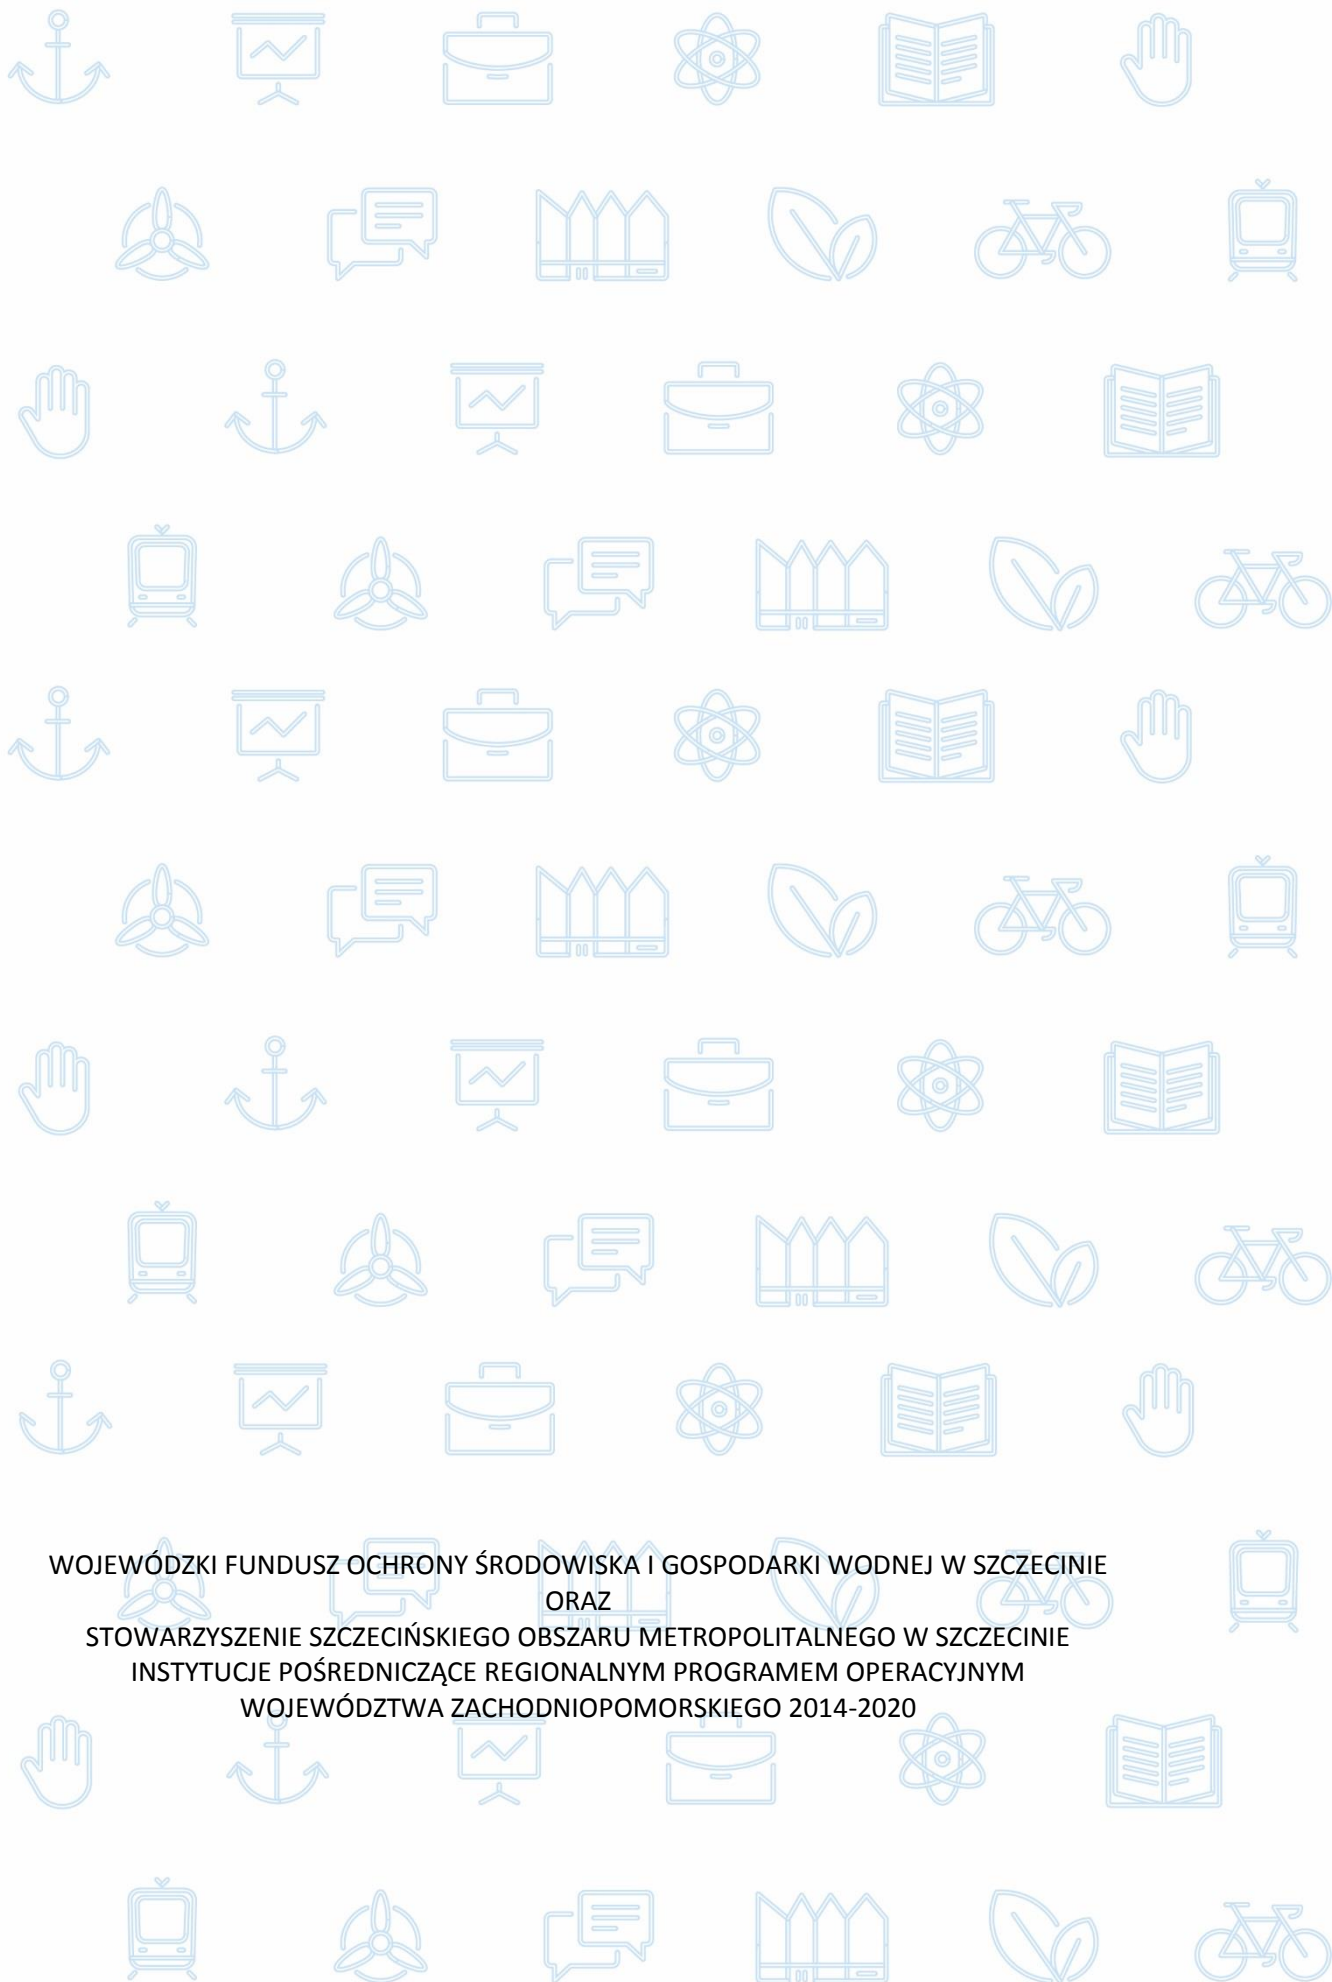 WOJEWÓDZKI FUNDUSZ OCHRONY ŚRODOWISKA I GOSPODARKI WODNEJ W SZCZECINIE
ORAZ
STOWARZYSZENIE SZCZECIŃSKIEGO OBSZARU METROPOLITALNEGO W SZCZECINIE
INSTYTUCJE POŚREDNICZĄCE REGIONALNYM PROGRAMEM OPERACYJNYM
WOJEWÓDZTWA ZACHODNIOPOMORSKIEGO 2014-2020